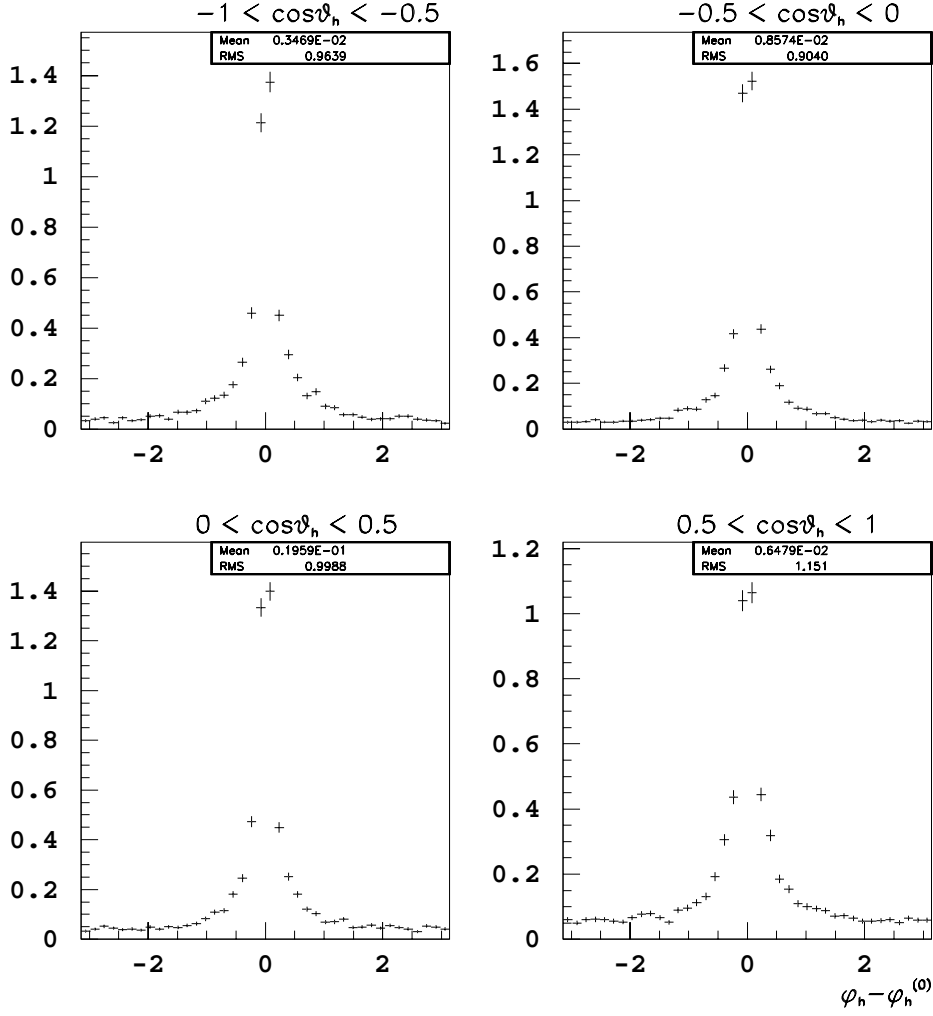 −1 < cosϑh < −0.5
Mean 0.3469E−02
RMS 0.9639
1.4
1.2
1
0.8
0.6
0.4
0.2
0
−2 0 2
−0.5 < cosϑh < 0
Mean 0.8574E−02
RMS 0.9040
1.6
1.4
1.2
1
0.8
0.6
0.4
0.2
0
−2 0 2
0 < cosϑh < 0.5
Mean 0.1959E−01
RMS 0.9988
1.4
1.2
1
0.8
0.6
0.4
0.2
0
−2 0 2
0.5 < cosϑh < 1
Mean 0.6479E−02
RMS 1.151
1.2
1
0.8
0.6
0.4
0.2
0
−2 0 2
φh−φh(0)